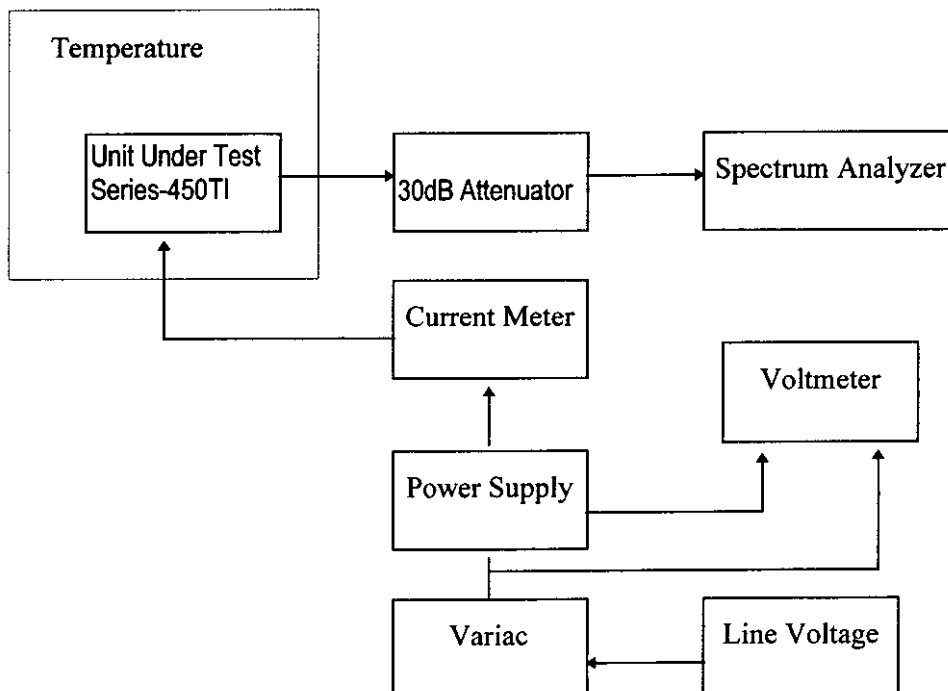 Temperature
Unit Under Test
Series-450TI
30dB Attenuator
Spectrum Analyzer
Current Meter
Voltmeter
Power Supply
Variac
Line Voltage